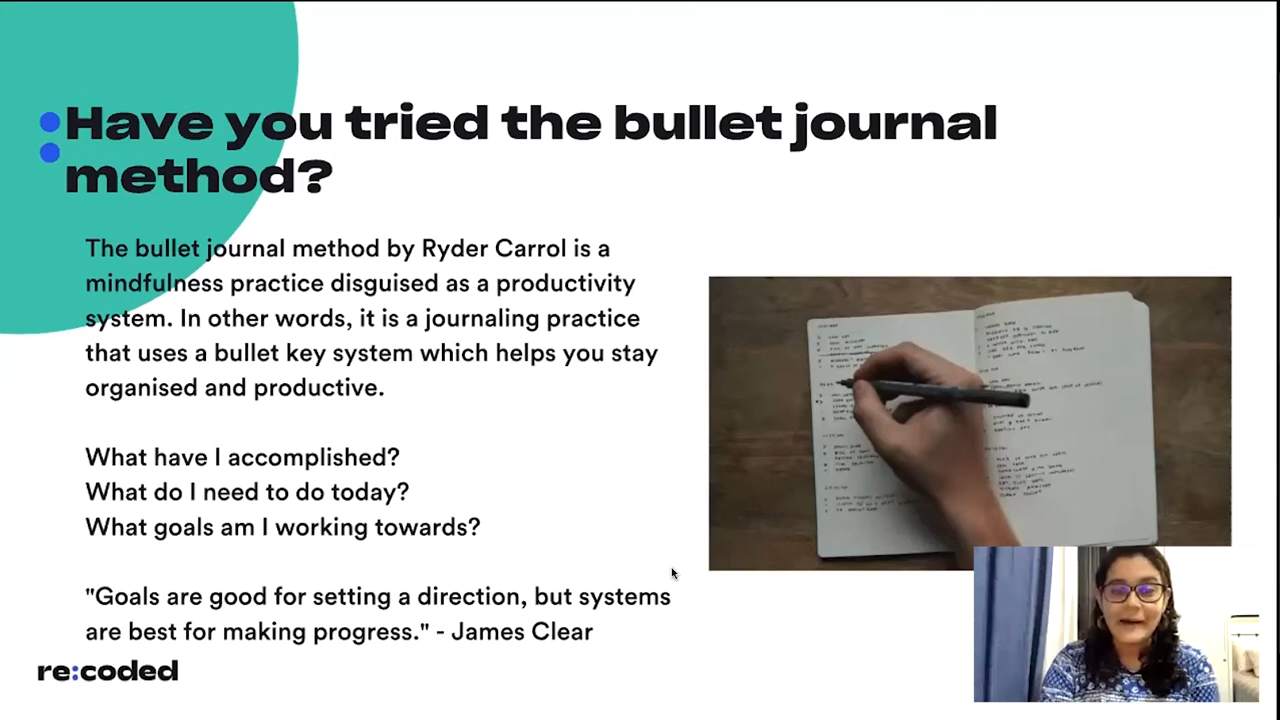 Have you tried the bullet journal
method?
The bullet journal method by Ryder Carrol is a
mindfulness practice disguised as a productivity
system. In other words, it is a journaling practice
that uses a bullet key system which helps you stay
organised and productive.
What have I accomplished?
What do I need to do today?
What goals am I working towards?
"Goals are good for setting a direction, but systems
are best for making progress." - James Clear
re:coded